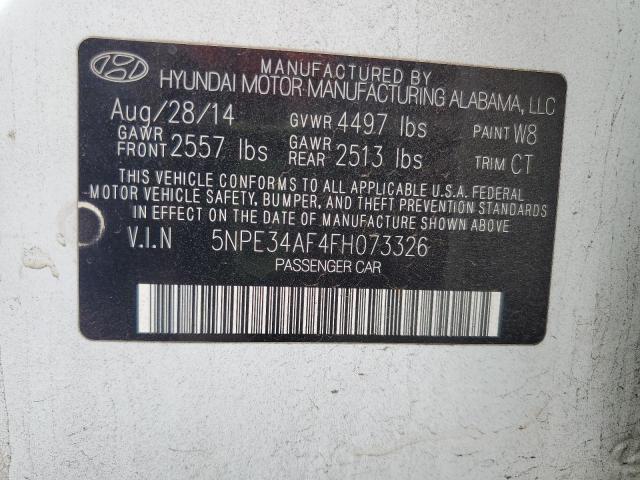 MANUFACTURED BY
HYUNDAI MOTOR MANUFACTURING ALABAMA, LLC
Aug/28/14 GVWR 4497 lbs PAINT W8
GAWR FRONT 2557 lbs GAWR REAR 2513 lbs TRIM CT
THIS VEHICLE CONFORMS TO ALL APPLICABLE U.S.A. FEDERAL
MOTOR VEHICLE SAFETY, BUMPER, AND THEFT PREVENTION STANDARDS
IN EFFECT ON THE DATE OF MANUFACTURE SHOWN ABOVE
V.I.N 5NPE34AF4FH073326
PASSENGER CAR